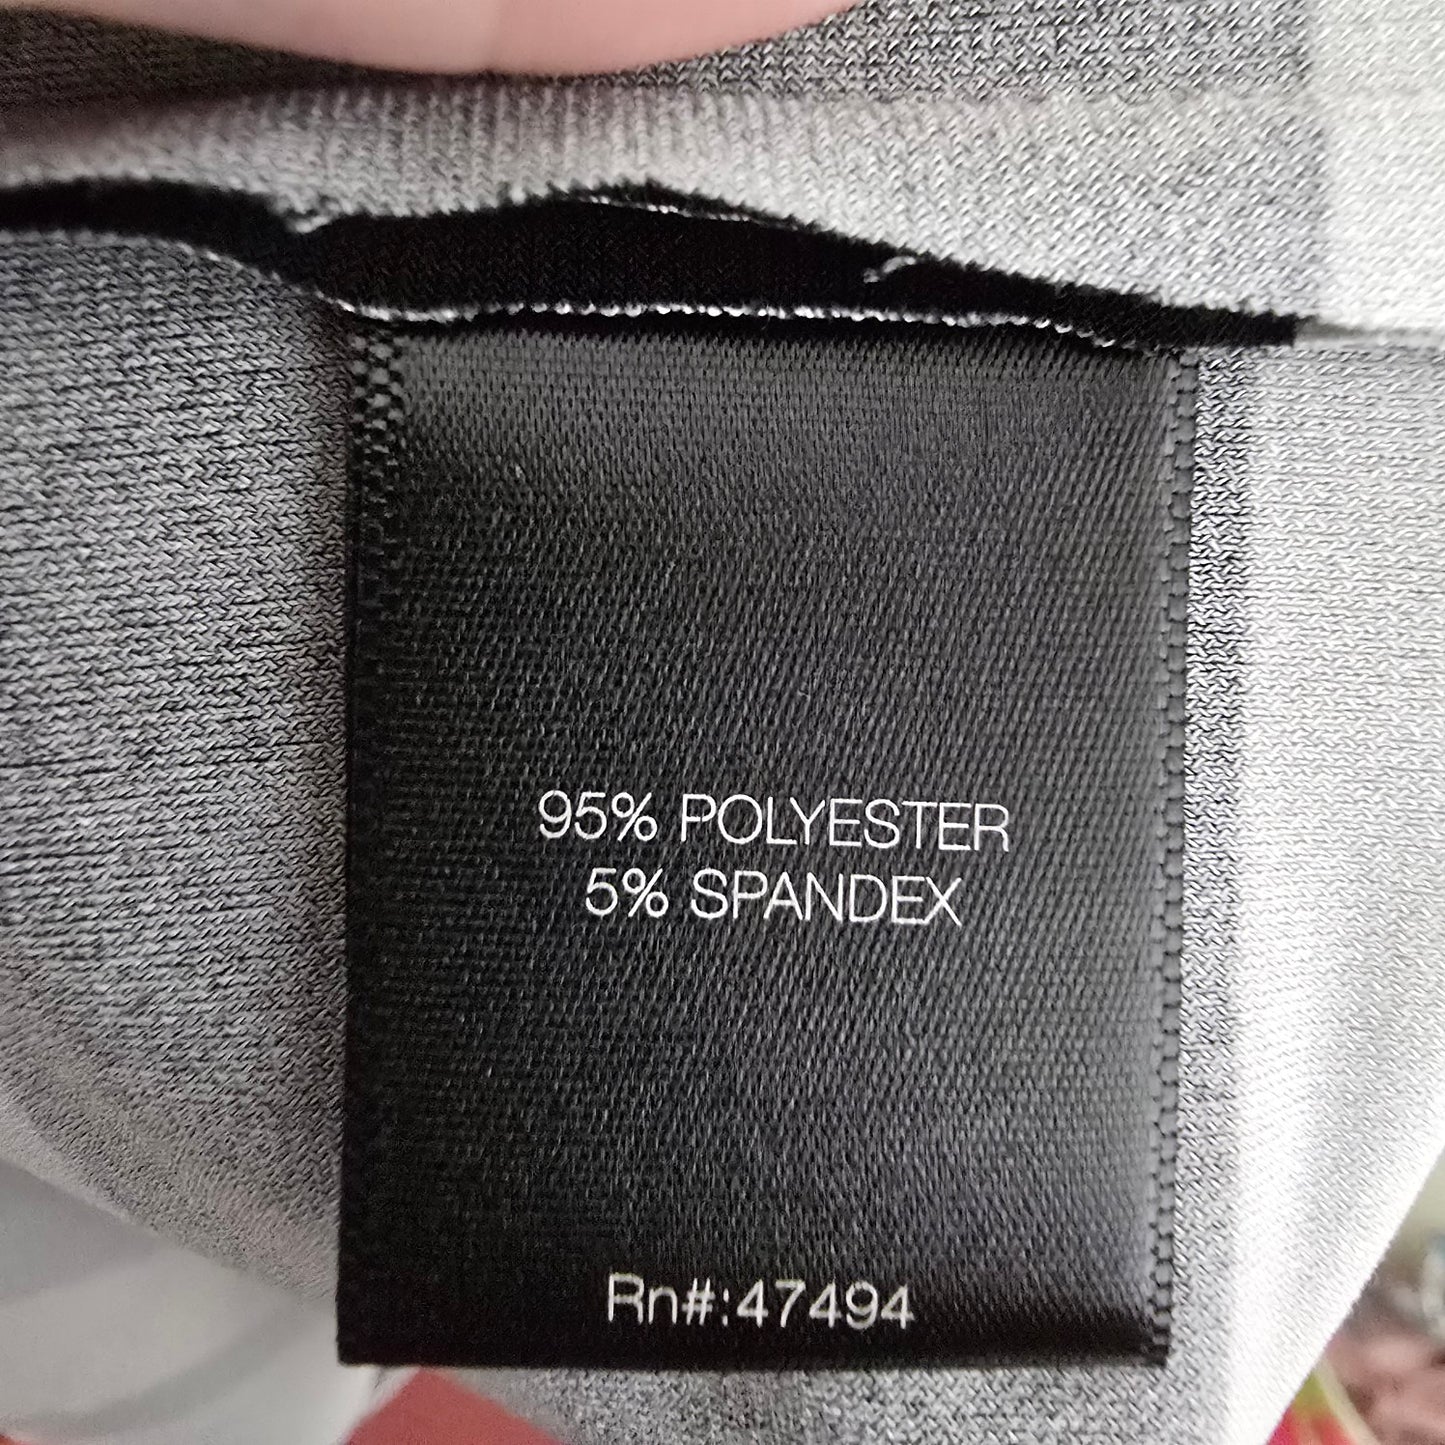 95% POLYESTER
5% SPANDEX
Rn#:47494